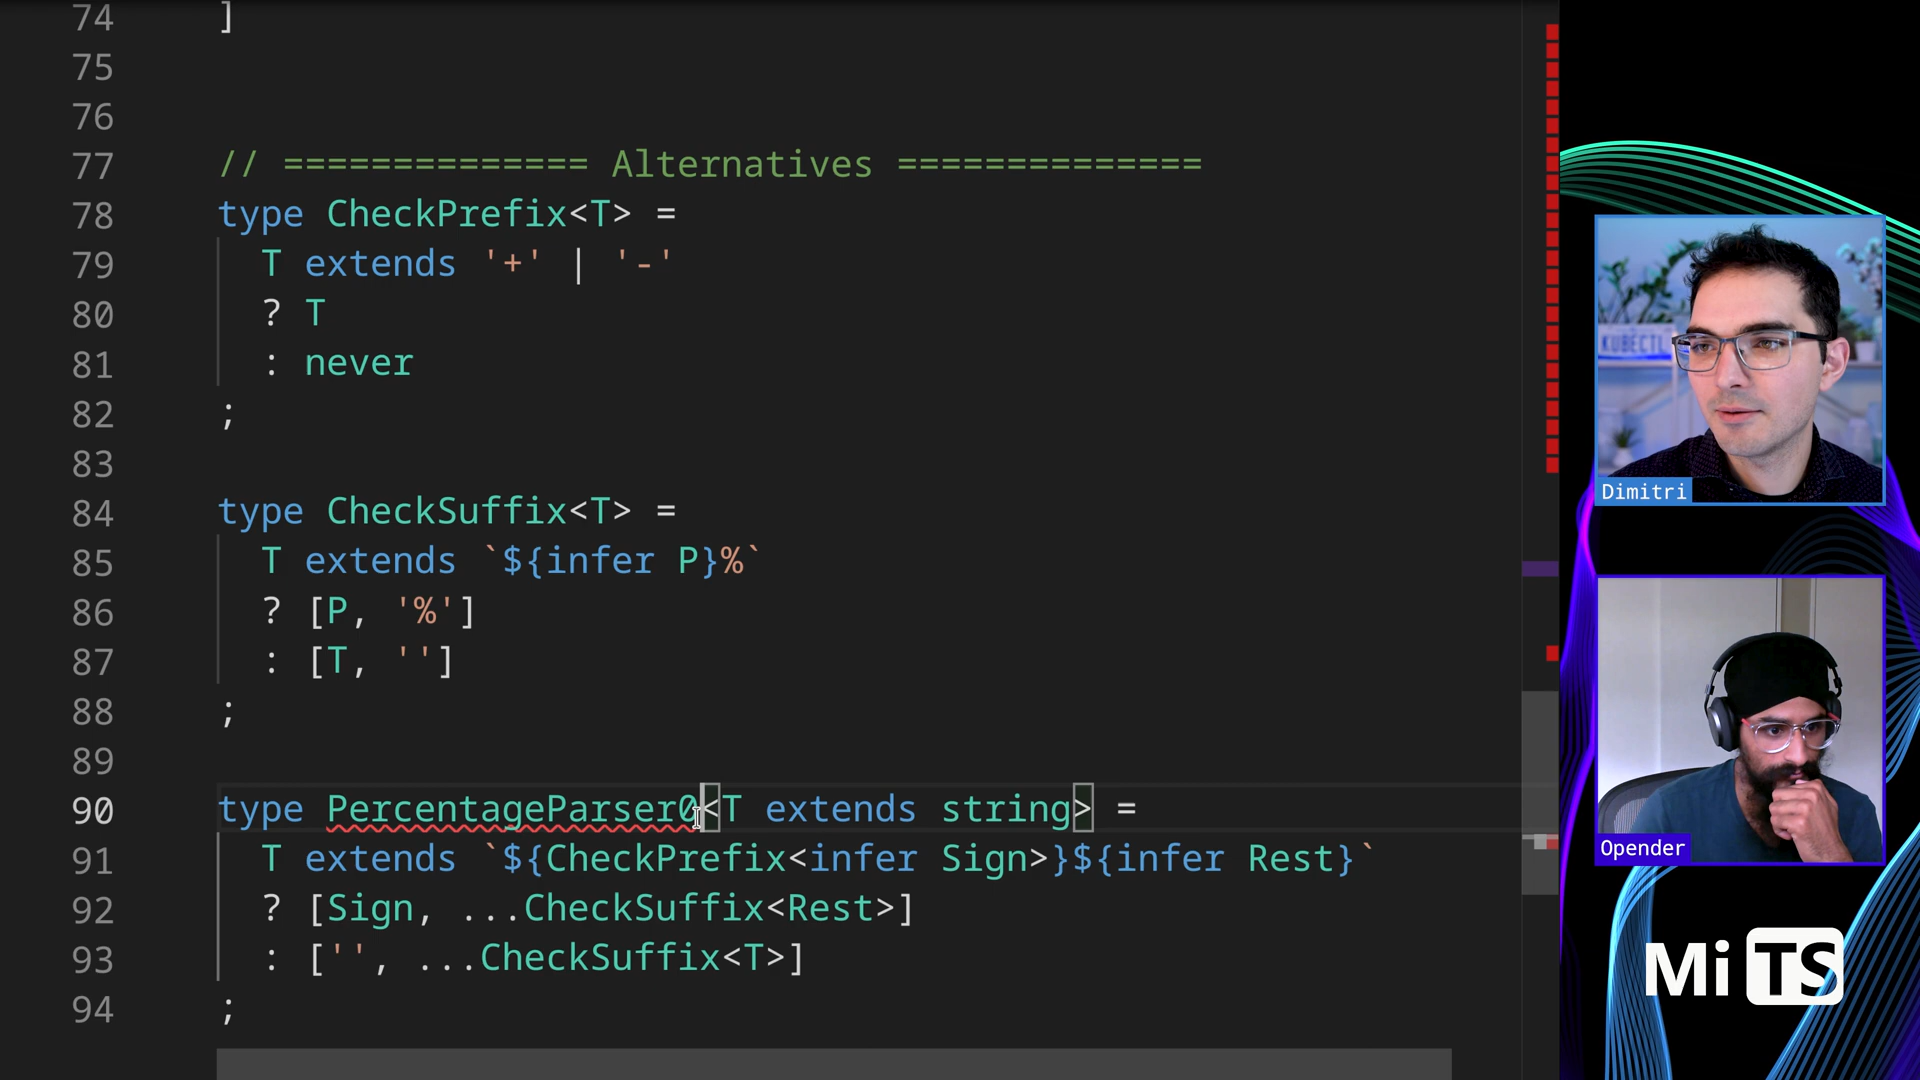 74 ]
75
76
77 // ============== Alternatives ==============
78 type CheckPrefix<T> =
79 T extends '+' | '-'
80 ? T
81 : never
82 ;
83
84 type CheckSuffix<T> =
85 T extends `${infer P}%`
86 ? [P, '%']
87 : [T, '']
88 ;
89
90 type PercentageParser0<T extends string> =
91 T extends `${CheckPrefix<infer Sign>}${infer Rest}`
92 ? [Sign, ...CheckSuffix<Rest>]
93 : ['', ...CheckSuffix<T>]
94 ;
KUBECTL
Dimitri
Opender
MiTS